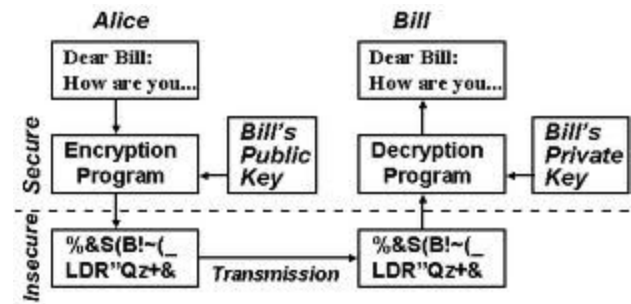 Alice
Bill
Dear Bill:
How are you...
Dear Bill:
How are you...
Secure
Encryption
Program
Bill's
Public
Key
Decryption
Program
Bill's
Private
Key
Insecure
%&S(B!~(_
LDR"Qz+&
Transmission
%&S(B!~(_
LDR"Qz+&